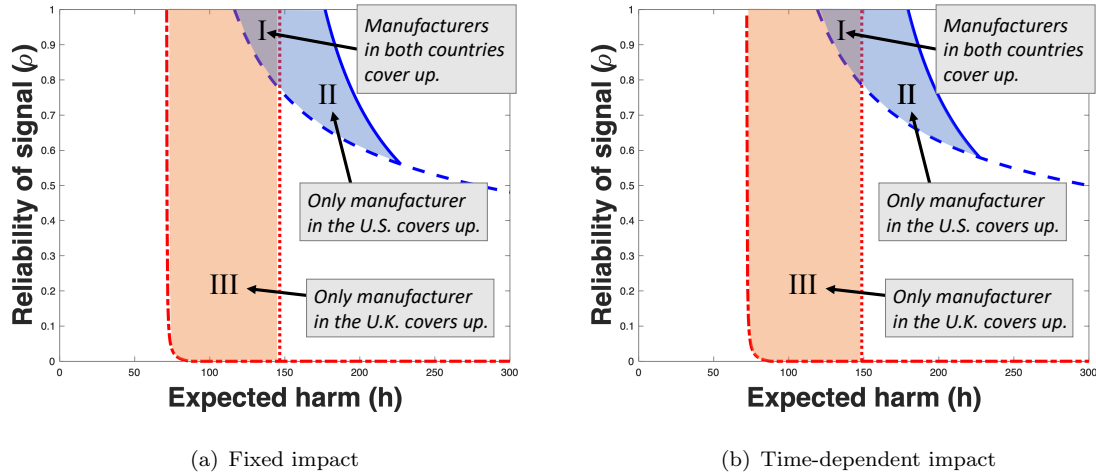 Reliability of signal (ρ)
1
0.9
0.8
0.7
0.6
0.5
0.4
0.3
0.2
0.1
0
I
Manufacturers
in both countries
cover up.
II
Only manufacturer
in the U.S. covers up.
III
Only manufacturer
in the U.K. covers up.
0 50 100 150 200 250 300
Expected harm (h)
(a) Fixed impact
Reliability of signal (ρ)
1
0.9
0.8
0.7
0.6
0.5
0.4
0.3
0.2
0.1
0
I
Manufacturers
in both countries
cover up.
II
Only manufacturer
in the U.S. covers up.
III
Only manufacturer
in the U.K. covers up.
0 50 100 150 200 250 300
Expected harm (h)
(b) Time-dependent impact